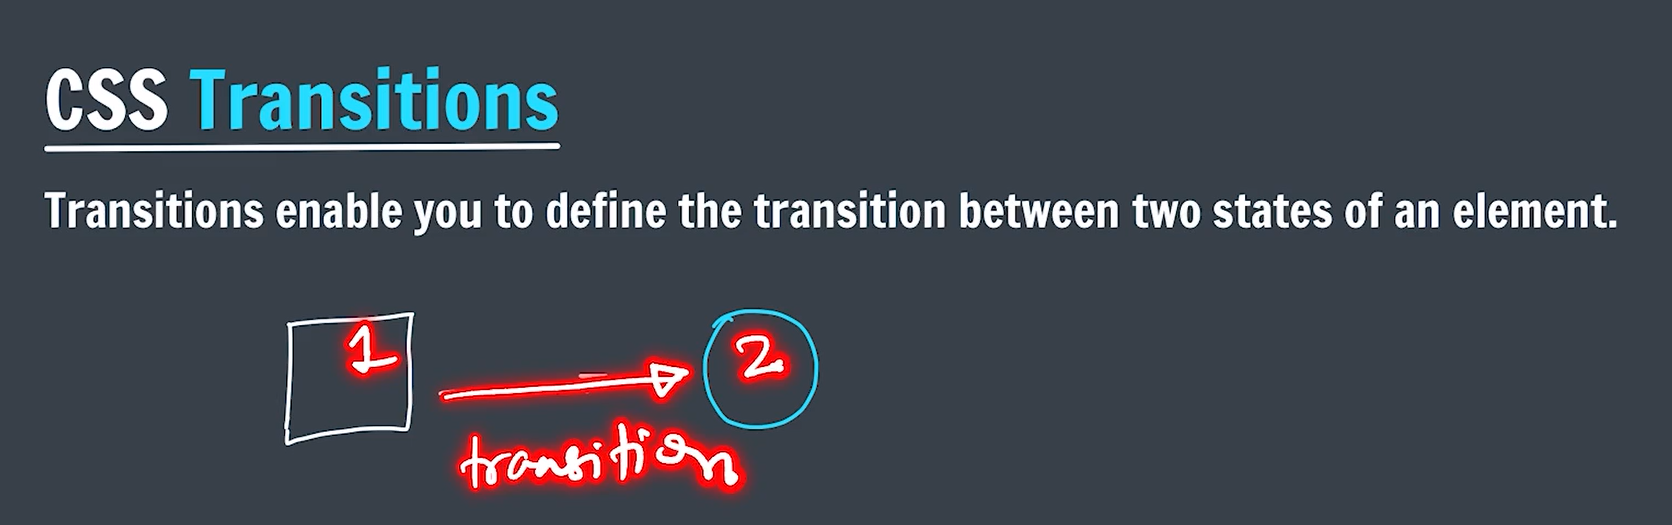 CSS Transitions
Transitions enable you to define the transition between two states of an element.
1
2
transition